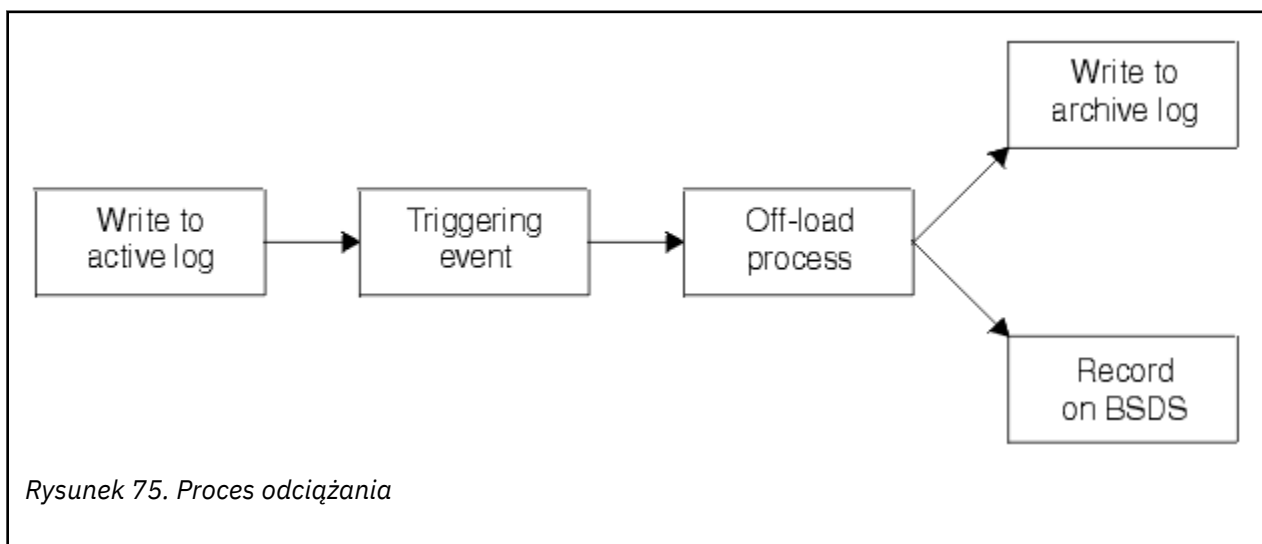 Write to
active log
Triggering
event
Off-load
process
Write to
archive log
Record
on BSDS
Rysunek 75. Proces odciążania